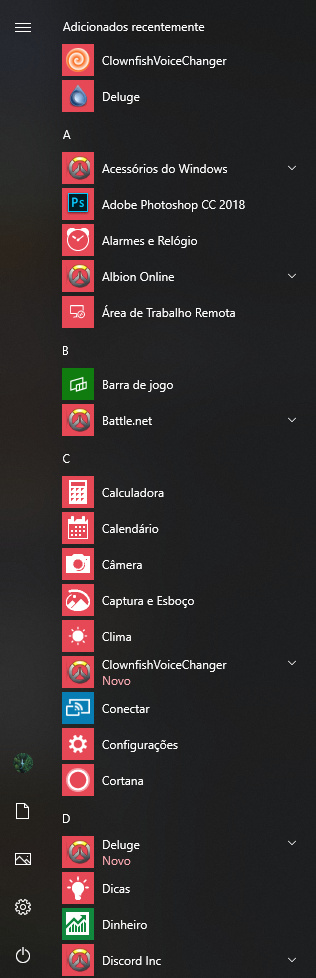 Adicionados recentemente
ClownfishVoiceChanger
Deluge
A
Acessórios do Windows
Ps
Adobe Photoshop CC 2018
Alarmes e Relógio
Albion Online
Área de Trabalho Remota
B
Barra de jogo
Battle.net
C
Calculadora
Calendário
Câmera
Captura e Esboço
Clima
ClownfishVoiceChanger
Novo
Conectar
Configurações
Cortana
D
Deluge
Novo
Dicas
Dinheiro
Discord Inc